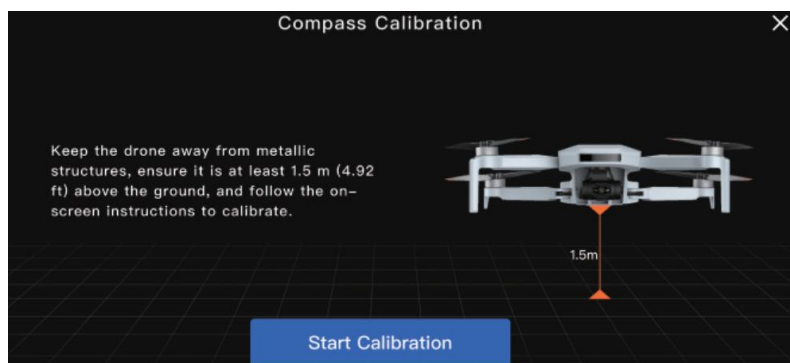 Compass Calibration
Keep the drone away from metallic
structures, ensure it is at least 1.5 m (4.92
ft) above the ground, and follow the on-
screen instructions to calibrate.
1.5m
Start Calibration